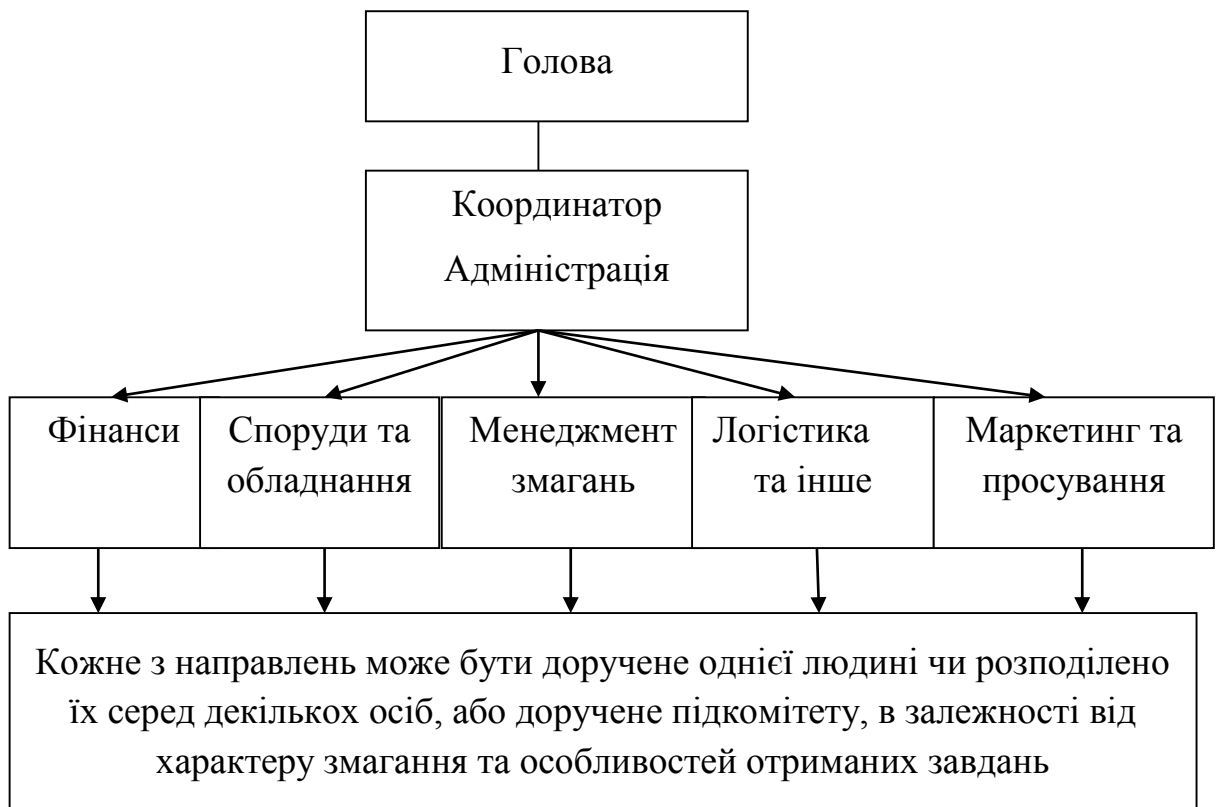 Голова
Координатор
Адміністрація
Фінанси
Споруди та
обладнання
Менеджмент
змагань
Логістика
та інше
Маркетинг та
просування
Кожне з направлень може бути доручене однієї людині чи розподілено
їх серед декількох осіб, або доручене підкомітету, в залежності від
характеру змагання та особливостей отриманих завдань